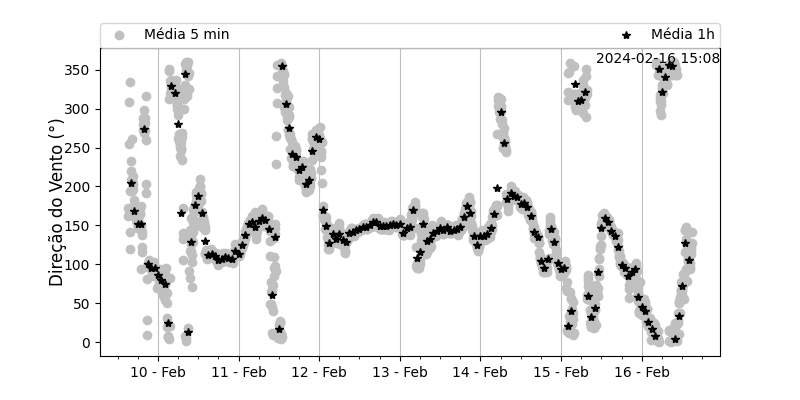 Média 5 min
Média 1h
2024-02-16 15:08
Direção do Vento (°)
350
300
250
200
150
100
50
0
10 - Feb
11 - Feb
12 - Feb
13 - Feb
14 - Feb
15 - Feb
16 - Feb